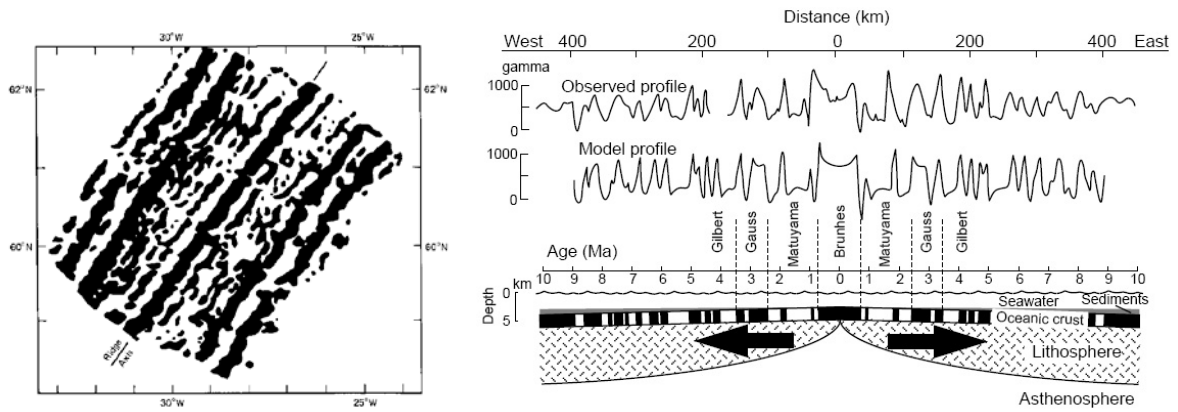 30°W 25°W
62°N 62°N
60°N 60°N
Ridge
Axis
30°W 25°W
Distance (km)
West 400 200 0 200 400 East
gamma
1000
0
Observed profile
1000
0
Model profile
Gilbert Gauss Matuyama Brunhes Matuyama Gauss Gilbert
Age (Ma)
10 9 8 7 6 5 4 3 2 1 0 1 2 3 4 5 6 7 8 9 10
km
0
5
Depth
Seawater Sediments
Oceanic crust
Lithosphere
Asthenosphere